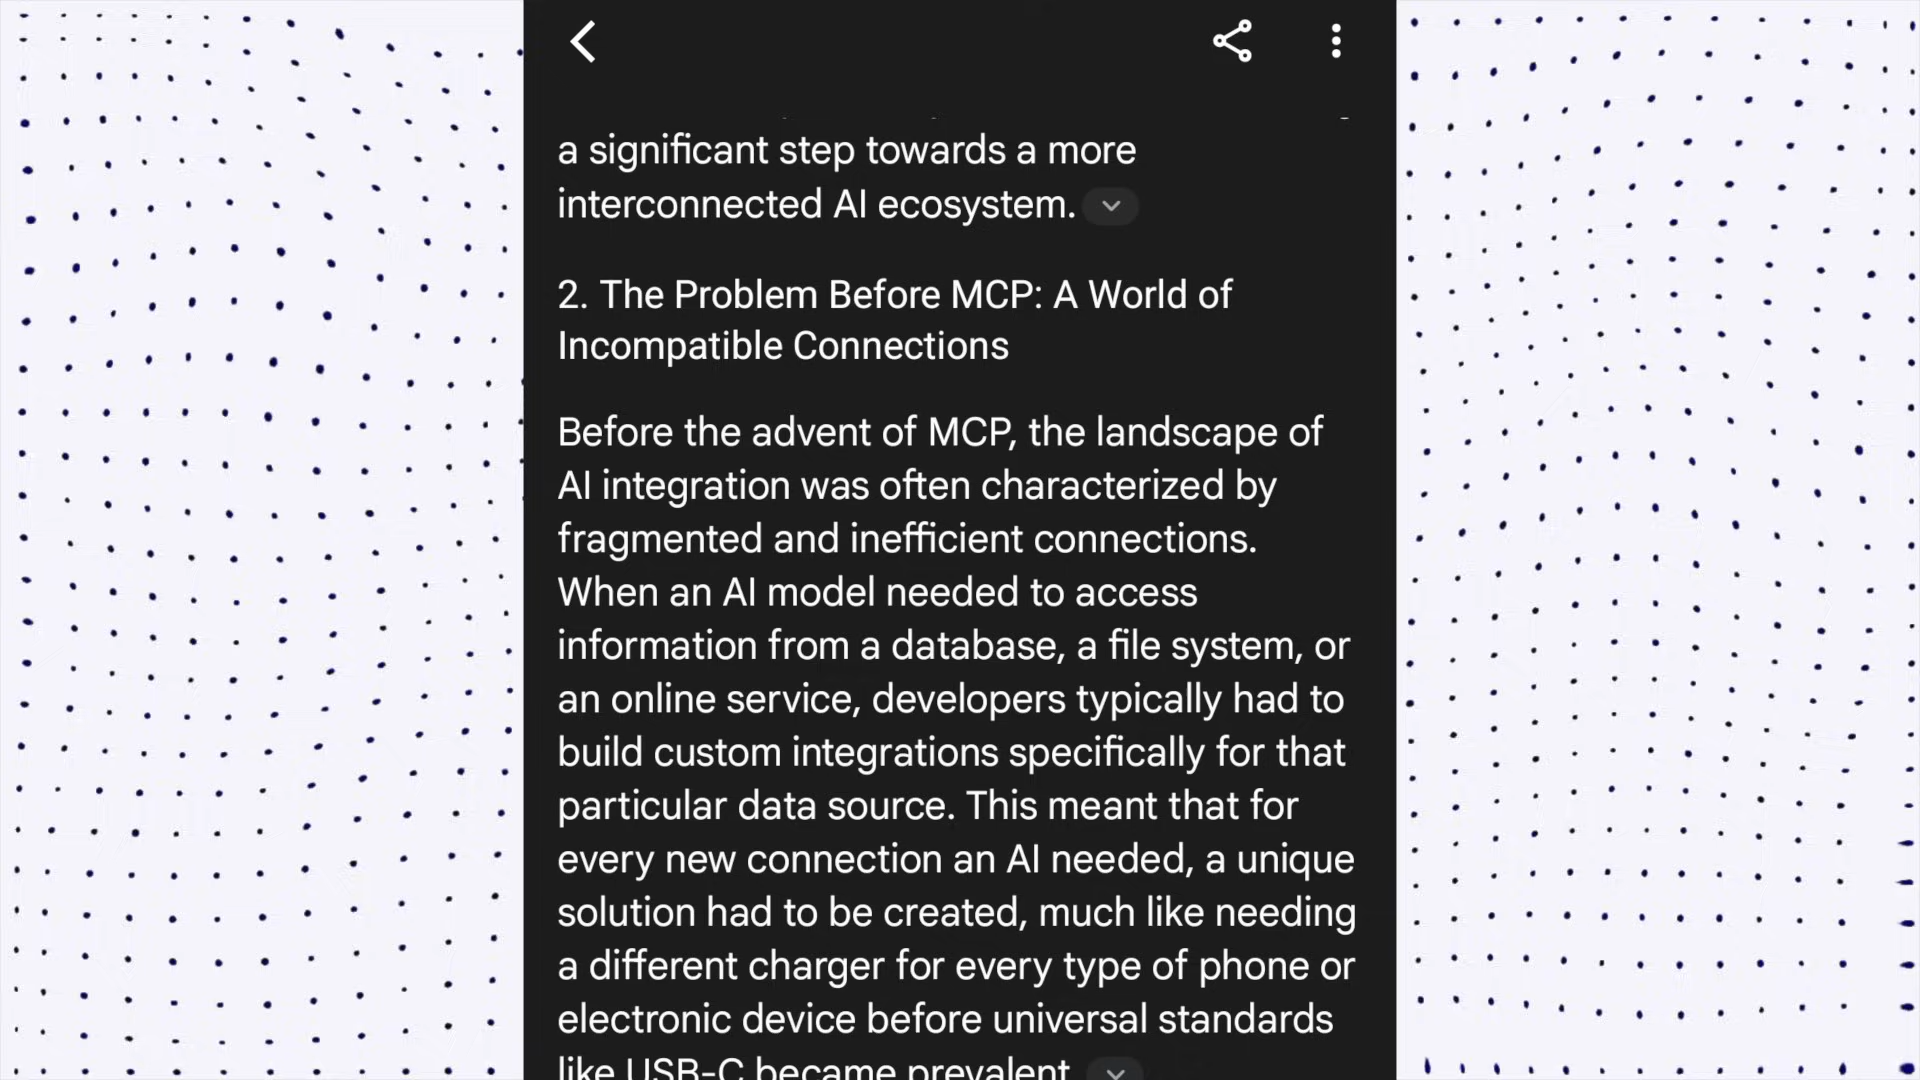 a significant step towards a more
interconnected AI ecosystem.
2. The Problem Before MCP: A World of
Incompatible Connections
Before the advent of MCP, the landscape of
AI integration was often characterized by
fragmented and inefficient connections.
When an AI model needed to access
information from a database, a file system, or
an online service, developers typically had to
build custom integrations specifically for that
particular data source. This meant that for
every new connection an AI needed, a unique
solution had to be created, much like needing
a different charger for every type of phone or
electronic device before universal standards
like USB-C became prevalent